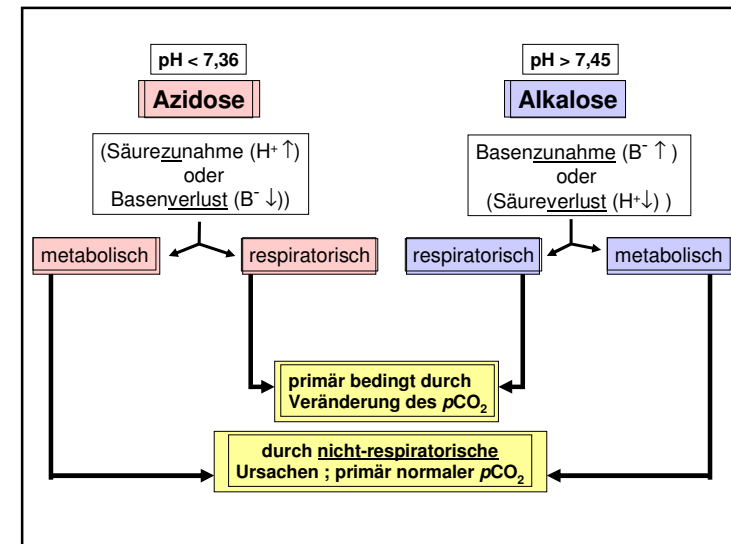 pH < 7,36
Azidose
(Säurezunahme (H⁺ ↑)
oder
Basenverlust (B⁻ ↓))
metabolisch
respiratorisch
pH > 7,45
Alkalose
Basenzunahme (B⁻ ↑ )
oder
(Säureverlust (H⁺↓) )
respiratorisch
metabolisch
primär bedingt durch
Veränderung des pCO₂
durch nicht-respiratorische
Ursachen ; primär normaler pCO₂